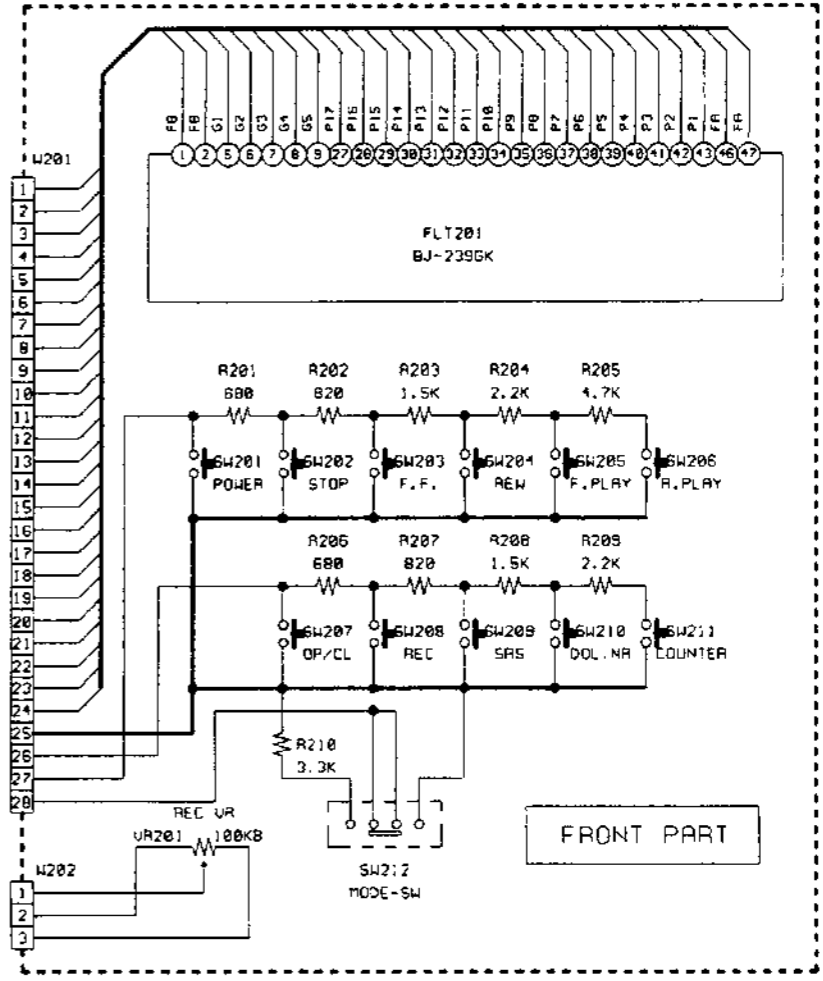 FB FB G1 G2 G3 G4 G5 P17 P16 P15 P14 P13 P12 P11 P10 P9 P8 P7 P6 P5 P4 P3 P2 P1 FA FA
1 2 5 6 7 8 9 27 28 29 30 31 32 33 34 35 36 37 38 39 40 41 42 43 46 47
W201
1
2
3
4
5
6
7
8
9
10
11
12
13
14
15
16
17
18
19
20
21
22
23
24
25
26
27
28
FLT201
BJ-239GK
R201 R202 R203 R204 R205
680 820 1.5K 2.2K 4.7K
SW201 SW202 SW203 SW204 SW205 SW206
POWER STOP F.F. REW F.PLAY R.PLAY
R206 R207 R208 R209
680 820 1.5K 2.2K
SW207 SW208 SW209 SW210 SW211
OP/CL REC SRS DOL.NR COUNTER
R210
3.3K
REC VR
VR201 100KB
SW212
MODE-SW
FRONT PART
W202
1
2
3